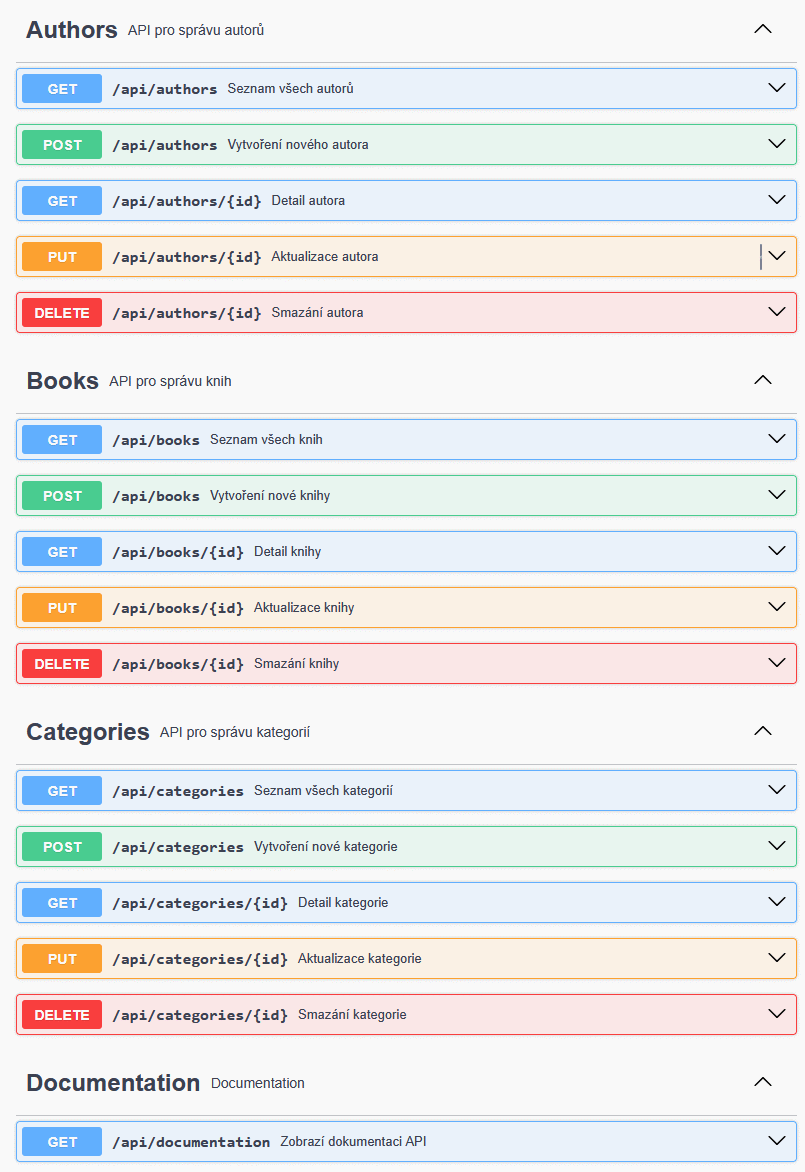 Authors API pro správu autorů
GET /api/authors Seznam všech autorů
POST /api/authors Vytvoření nového autora
GET /api/authors/{id} Detail autora
PUT /api/authors/{id} Aktualizace autora
DELETE /api/authors/{id} Smazání autora
Books API pro správu knih
GET /api/books Seznam všech knih
POST /api/books Vytvoření nové knihy
GET /api/books/{id} Detail knihy
PUT /api/books/{id} Aktualizace knihy
DELETE /api/books/{id} Smazání knihy
Categories API pro správu kategorií
GET /api/categories Seznam všech kategorií
POST /api/categories Vytvoření nové kategorie
GET /api/categories/{id} Detail kategorie
PUT /api/categories/{id} Aktualizace kategorie
DELETE /api/categories/{id} Smazání kategorie
Documentation Documentation
GET /api/documentation Zobrazí dokumentaci API